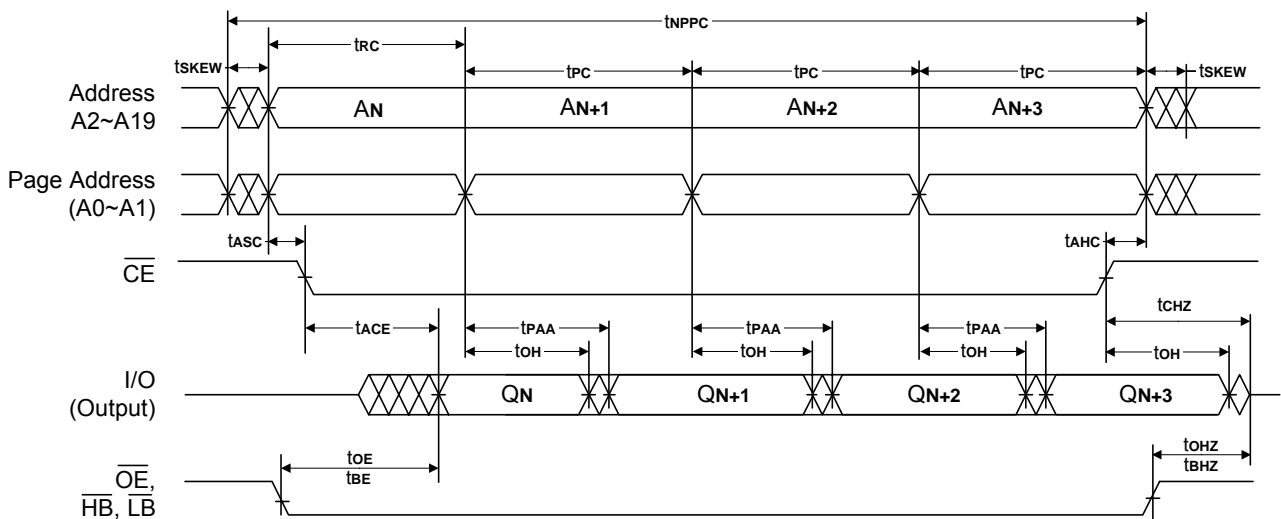 tNPPC
tRC
tSKEW
tPC
tPC
tPC
tSKEW
Address
A2~A19
AN
AN+1
AN+2
AN+3
Page Address
(A0~A1)
tASC
tAHC
CE
tCHZ
tACE
tPAA
tPAA
tPAA
tOH
tOH
tOH
tOH
I/O
(Output)
QN
QN+1
QN+2
QN+3
tOE
tBE
tOHZ
tBHZ
OE,
HB, LB